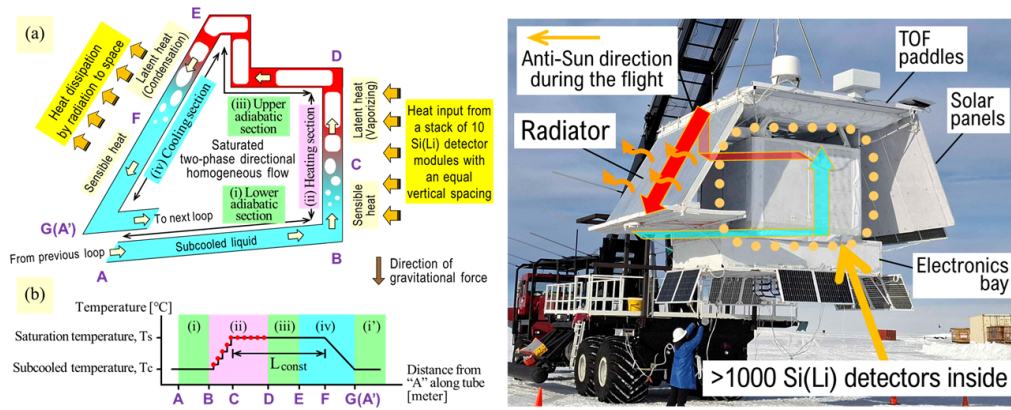 (a)
E
Heat dissipation
by radiation to space
Latent heat
(Condensation)
D
F
(iv) Cooling section
(iii) Upper
adiabatic
section
Saturated
two-phase directional
homogeneous flow
(ii) Heating section
Latent heat
(Vaporizing)
C
Sensible
heat
Heat input from
a stack of 10
Si(Li) detector
modules with
an equal
vertical spacing
Sensible heat
(i) Lower
adiabatic
section
To next loop
G(A')
From previous loop
Subcooled liquid
A
B
Direction of
gravitational force
(b)
Temperature [°C]
(i)
(ii)
(iii)
(iv)
(i')
Saturation temperature, Ts
Lconst
Subcooled temperature, Tc
Distance from
"A" along tube
[meter]
A
B
C
D
E
F
G(A')
Anti-Sun direction
during the flight
TOF
paddles
Solar
panels
Radiator
Electronics
bay
>1000 Si(Li) detectors inside